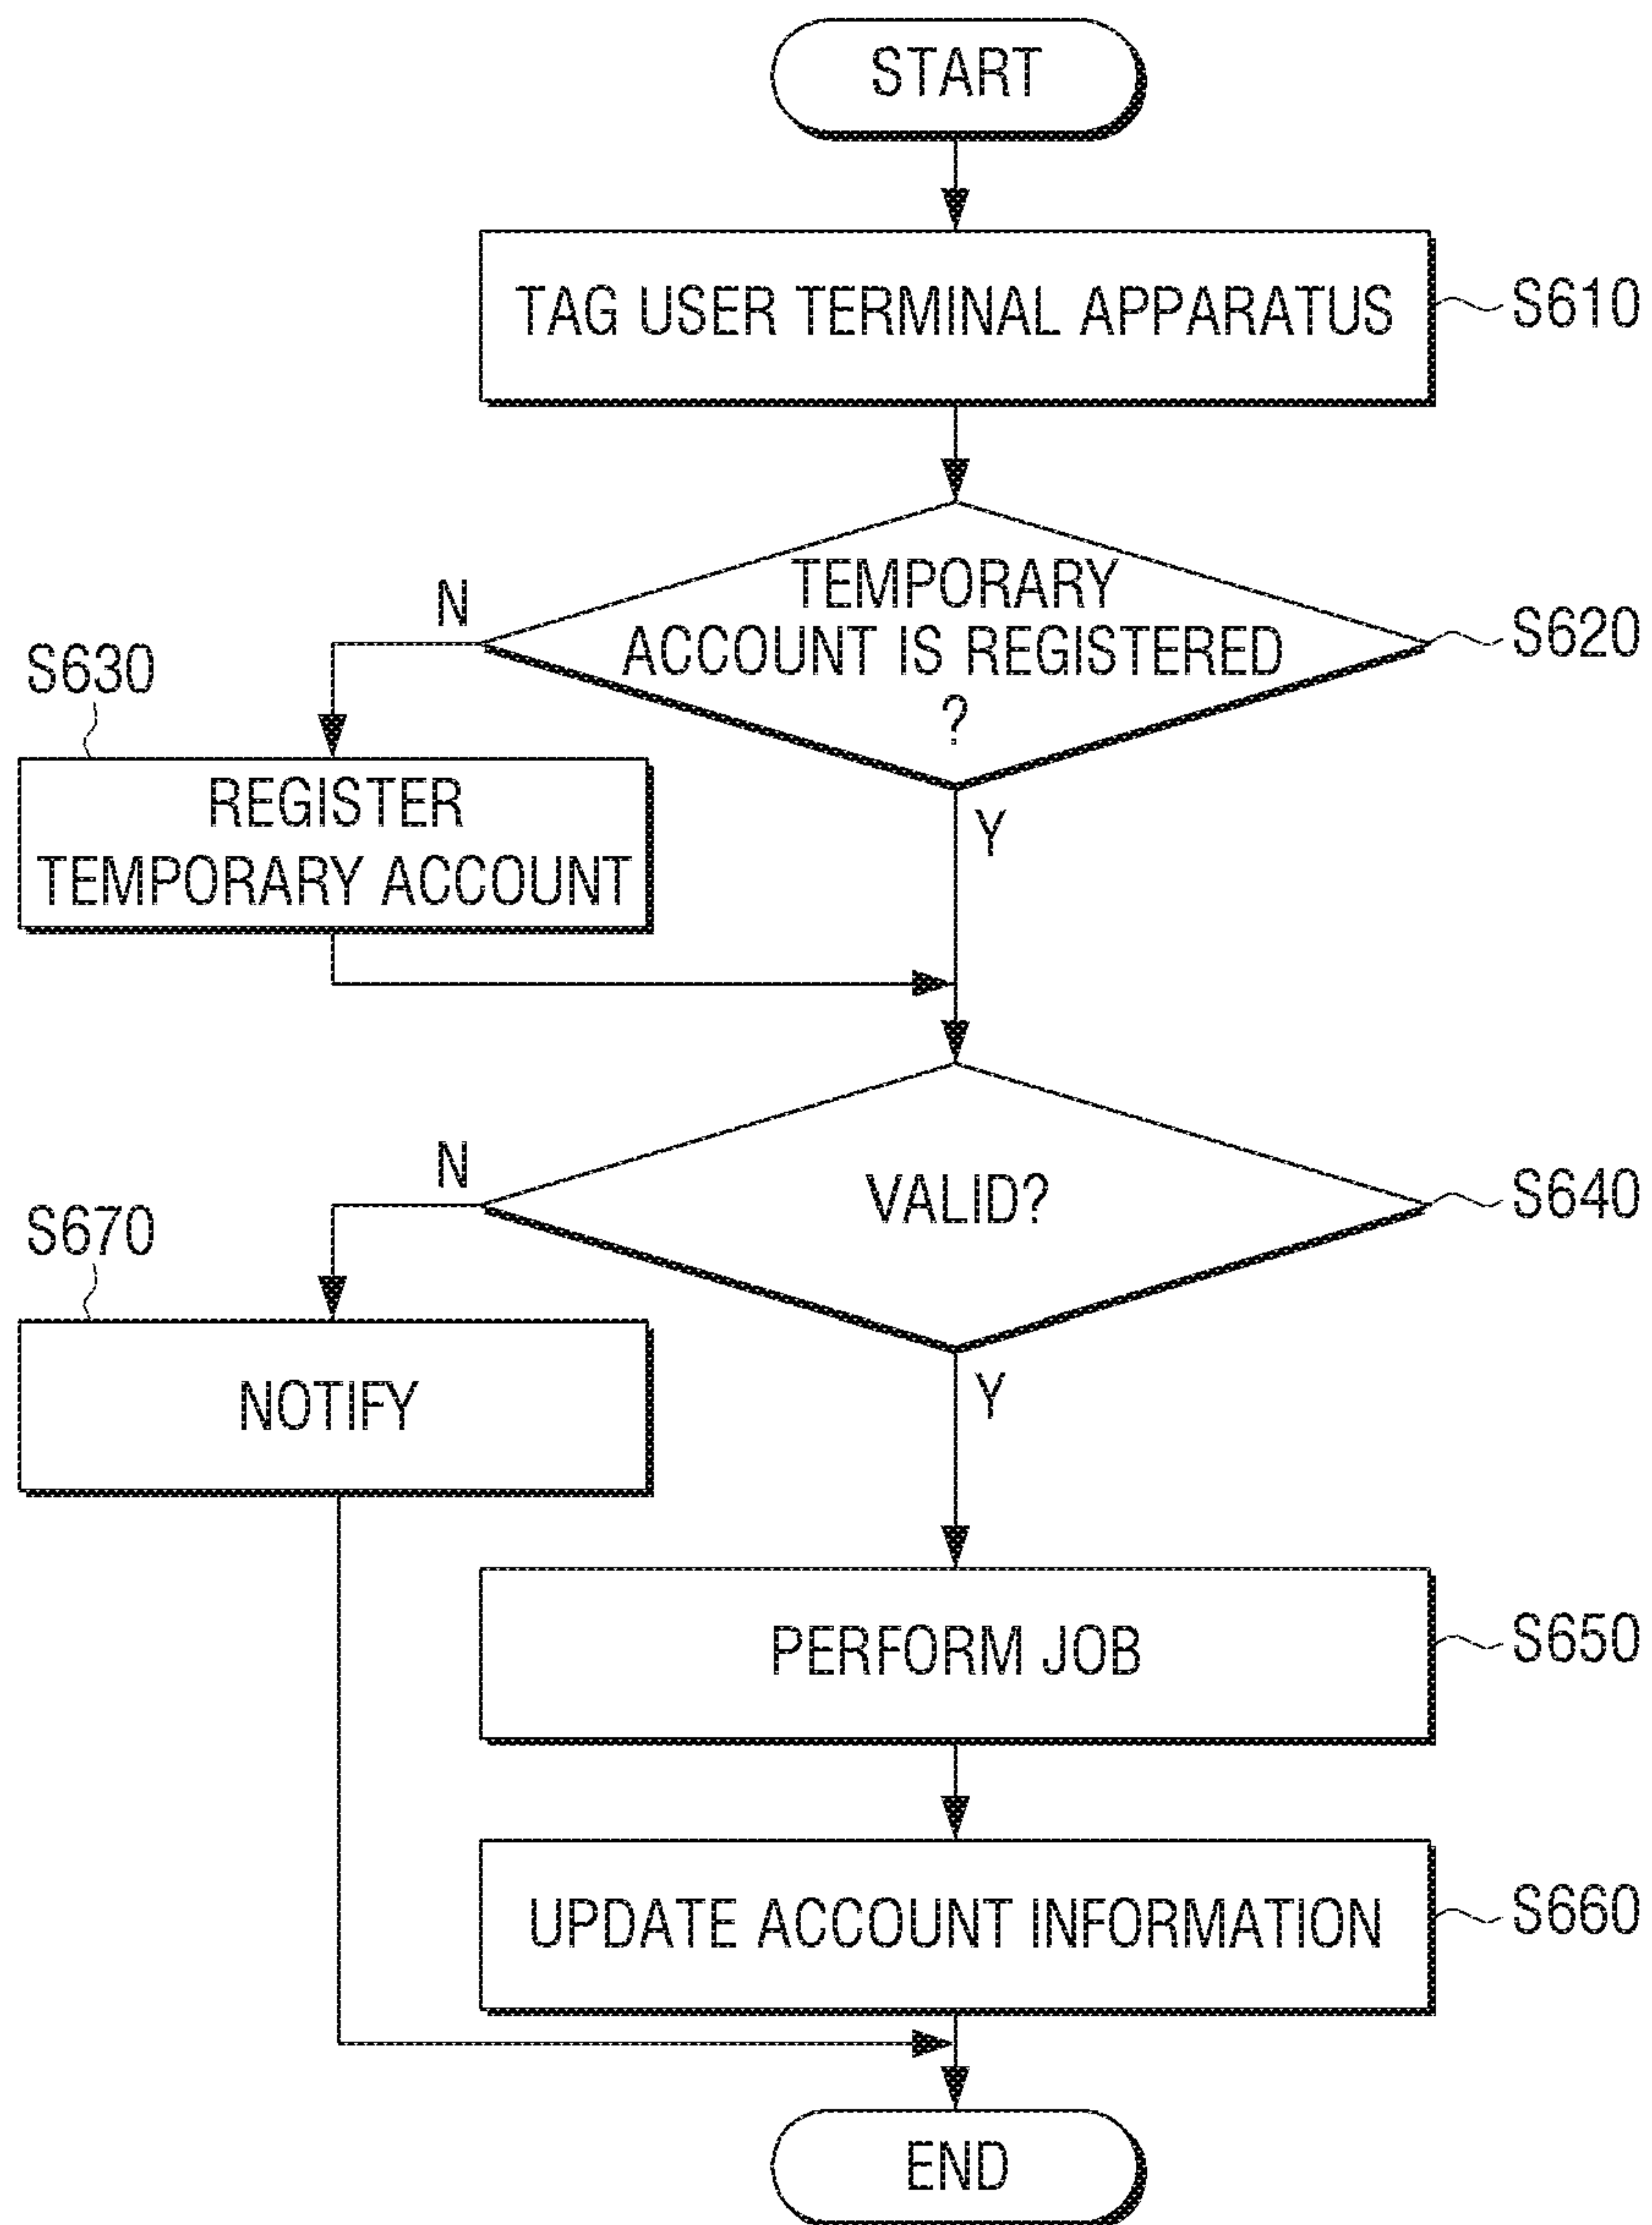 START
TAG USER TERMINAL APPARATUS
S610
TEMPORARY
ACCOUNT IS REGISTERED
?
S620
N
Y
S630
REGISTER
TEMPORARY ACCOUNT
VALID?
S640
N
Y
S670
NOTIFY
PERFORM JOB
S650
UPDATE ACCOUNT INFORMATION
S660
END